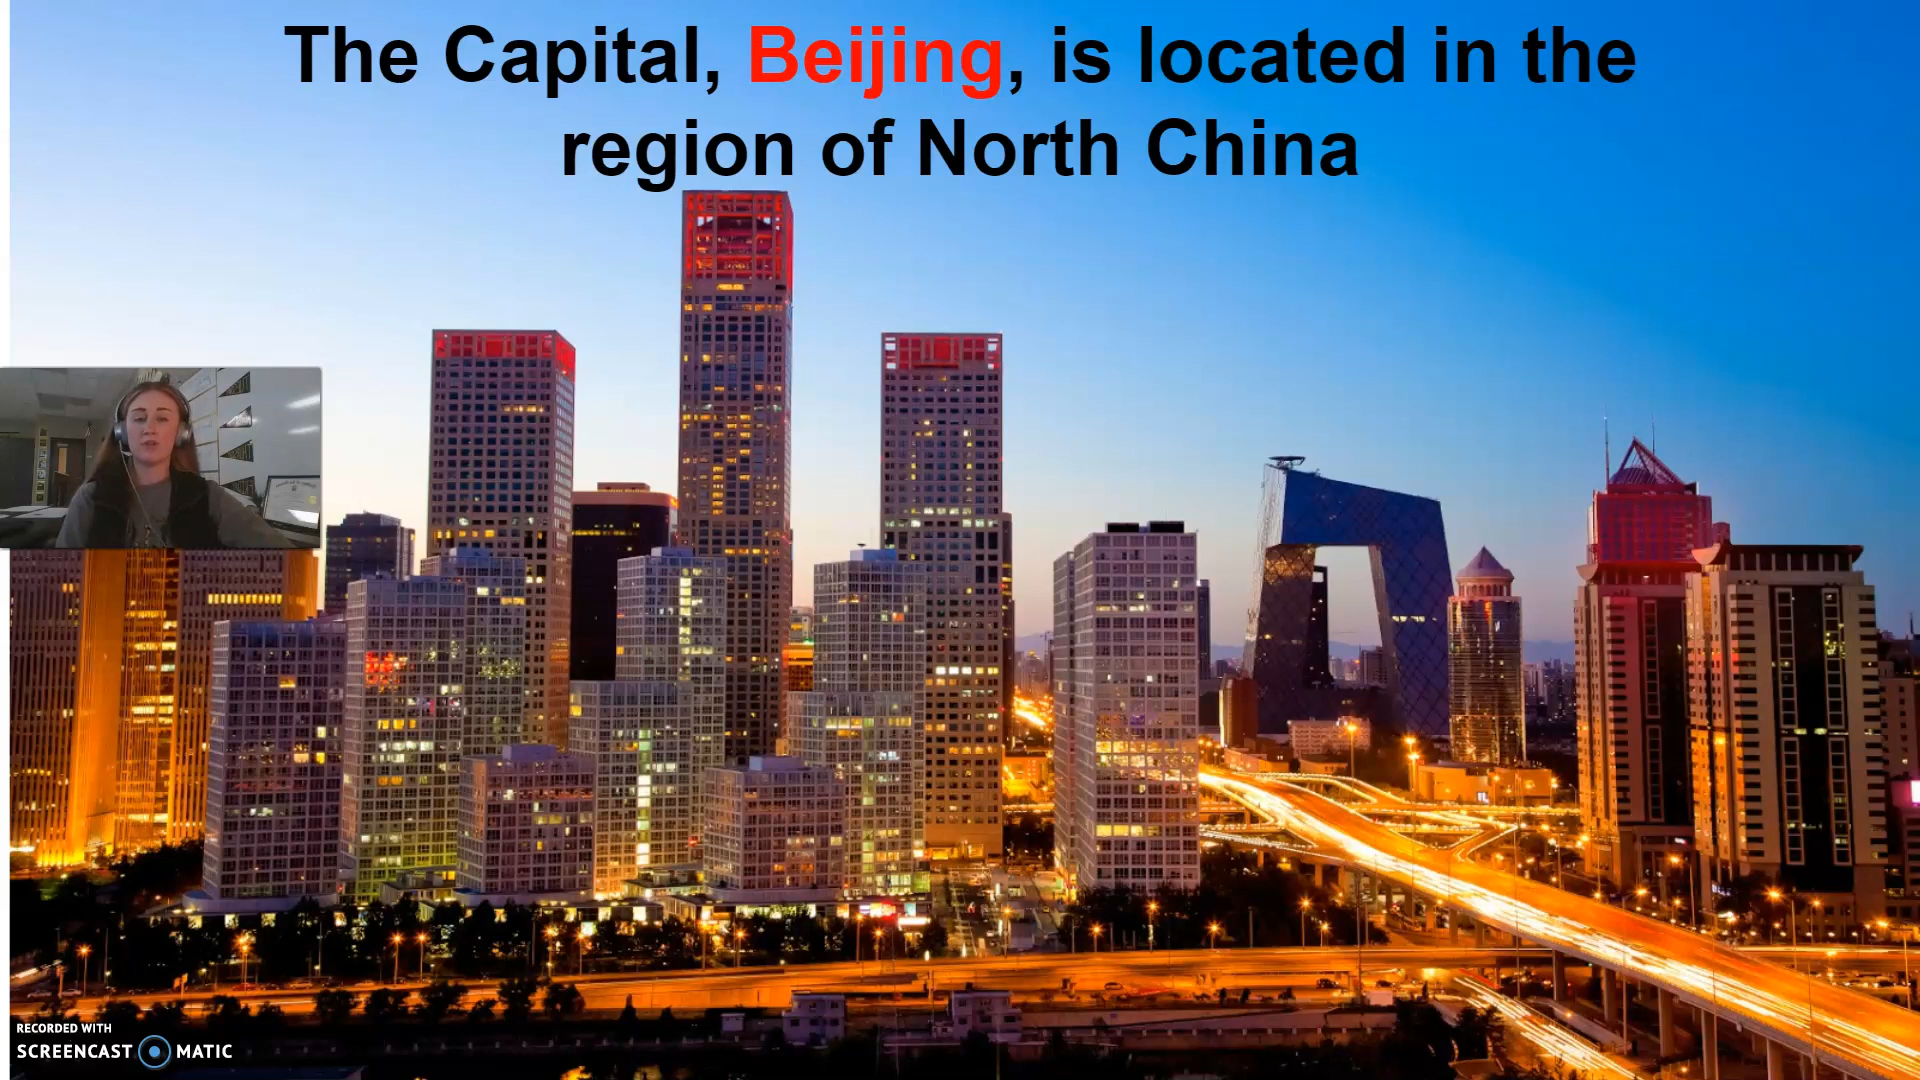 The Capital, Beijing, is located in the
region of North China
RECORDED WITH
SCREENCAST MATIC